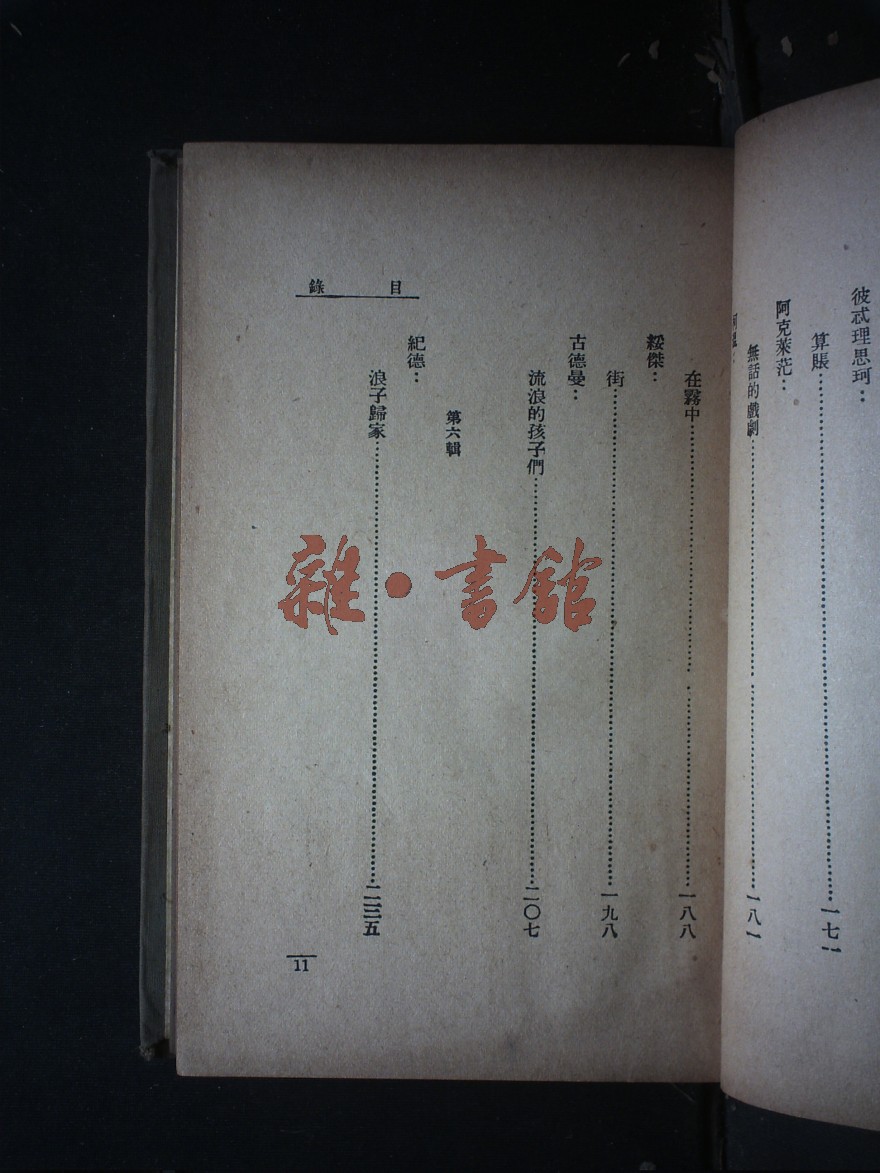 彼忒理思珂：
算賬……一七一
阿克萊茫：
無話的戲劇……一八一
目錄
在霧中……一八八
綏傑：
街……一九八
古德曼：
流浪的孩子們……二〇七
第六輯
紀德：
浪子歸家……二三五
11
雜·書館